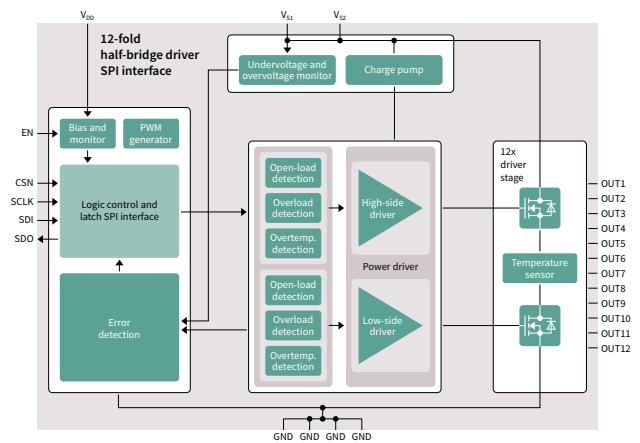 VDD
VS1
VS2
12-fold
half-bridge driver
SPI interface
Undervoltage and
overvoltage monitor
Charge pump
EN
Bias and
monitor
PWM
generator
CSN
SCLK
SDI
SDO
Logic control and
latch SPI interface
Error
detection
Open-load
detection
Overload
detection
Overtemp.
detection
High-side
driver
Power driver
Open-load
detection
Overload
detection
Overtemp.
detection
Low-side
driver
12x
driver
stage
Temperature
sensor
OUT1
OUT2
OUT3
OUT4
OUT5
OUT6
OUT7
OUT8
OUT9
OUT10
OUT11
OUT12
GND GND GND GND